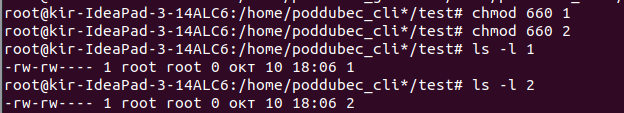 root@kir-IdeaPad-3-14ALC6:/home/poddubec_cli*/test# chmod 660 1
root@kir-IdeaPad-3-14ALC6:/home/poddubec_cli*/test# chmod 660 2
root@kir-IdeaPad-3-14ALC6:/home/poddubec_cli*/test# ls -l 1
-rw-rw---- 1 root root 0 окт 10 18:06 1
root@kir-IdeaPad-3-14ALC6:/home/poddubec_cli*/test# ls -l 2
-rw-rw---- 1 root root 0 окт 10 18:06 2